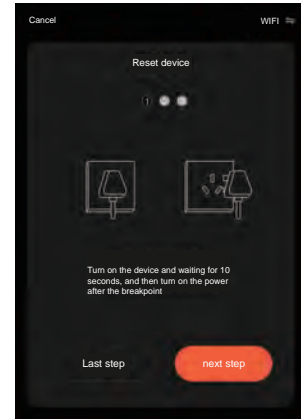 Cancel WIFI
Reset device
1
Turn on the device and waiting for 10
seconds, and then turn on the power
after the breakpoint
Last step next step